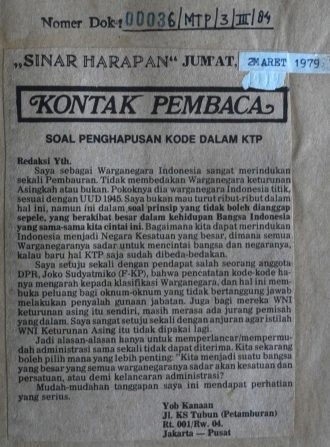 Nomer Dok: 00036/MTP/3/III/84
„SINAR HARAPAN" JUM'AT, 2 MARET 1979
KONTAK PEMBACA
SOAL PENGHAPUSAN KODE DALAM KTP
Redaksi Yth.
Saya sebagai Warganegara Indonesia sangat merindukan
sekali Pembauran. Tidak membedakan Warganegara keturunan
Asingkah atau bukan. Pokoknya dia warganegara Indonesia titik,
sesuai dengan UUD 1945. Saya bukan mau turut ribut-ribut dalam
hal ini, namun ini dalam soal prinsip yang tidak boleh dianggap
sepele, yang berakibat besar dalam kehidupan Bangsa Indonesia
yang sama-sama kita cintai ini. Bagaimana kita dapat merindukan
Indonesia menjadi Negara Kesatuan yang besar, dimana semua
Warganegaranya sadar untuk mencintai bangsa dan negaranya,
kalau baru hal KTP saja sudah dibeda-bedakan.
Saya setuju sekali dengan pendapat salah seorang anggota
DPR, Joko Sudyatmiko (F-KP), bahwa pencatatan kode-kode ha-
nya mengarah kepada klasifikasi Warganegara, dan hal ini mem-
buka peluang bagi oknum-oknum yang tidak bertanggung jawab
melakukan penyalah gunaan jabatan. Juga bagi mereka WNI
keturunan asing itu sendiri, masih merasa ada jurang pemisah
yang dalam. Saya sangat setuju sekali dengan anjuran agar istilah
WNI Keturunan Asing itu tidak dipakai lagi.
Jadi alasan-alasan hanya untuk memperlancar/mempermu-
dah administrasi sama sekali tidak dapat diterima. Kita sekarang
boleh pilih mana yang lebih penting: "Kita menjadi suatu bangsa
yang besar yang semua warganegaranya sadar akan kesatuan dan
persatuan, atau demi kelancaran administrasi?
Mudah-mudahan tanggapan saya ini mendapat perhatian
yang serius.
Yob Kanaan
Jl. KS Tubun (Petamburan)
Rt. 001/Rw. 04.
Jakarta — Pusat